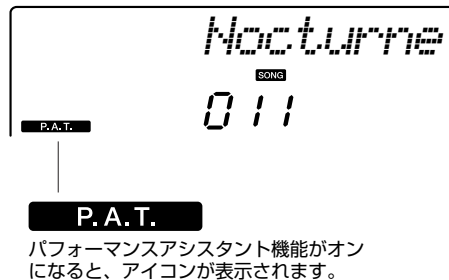 Nocturne
SONG
011
P.A.T.
P.A.T.
パフォーマンスアシスタント機能がオン
になると、アイコンが表示されます。